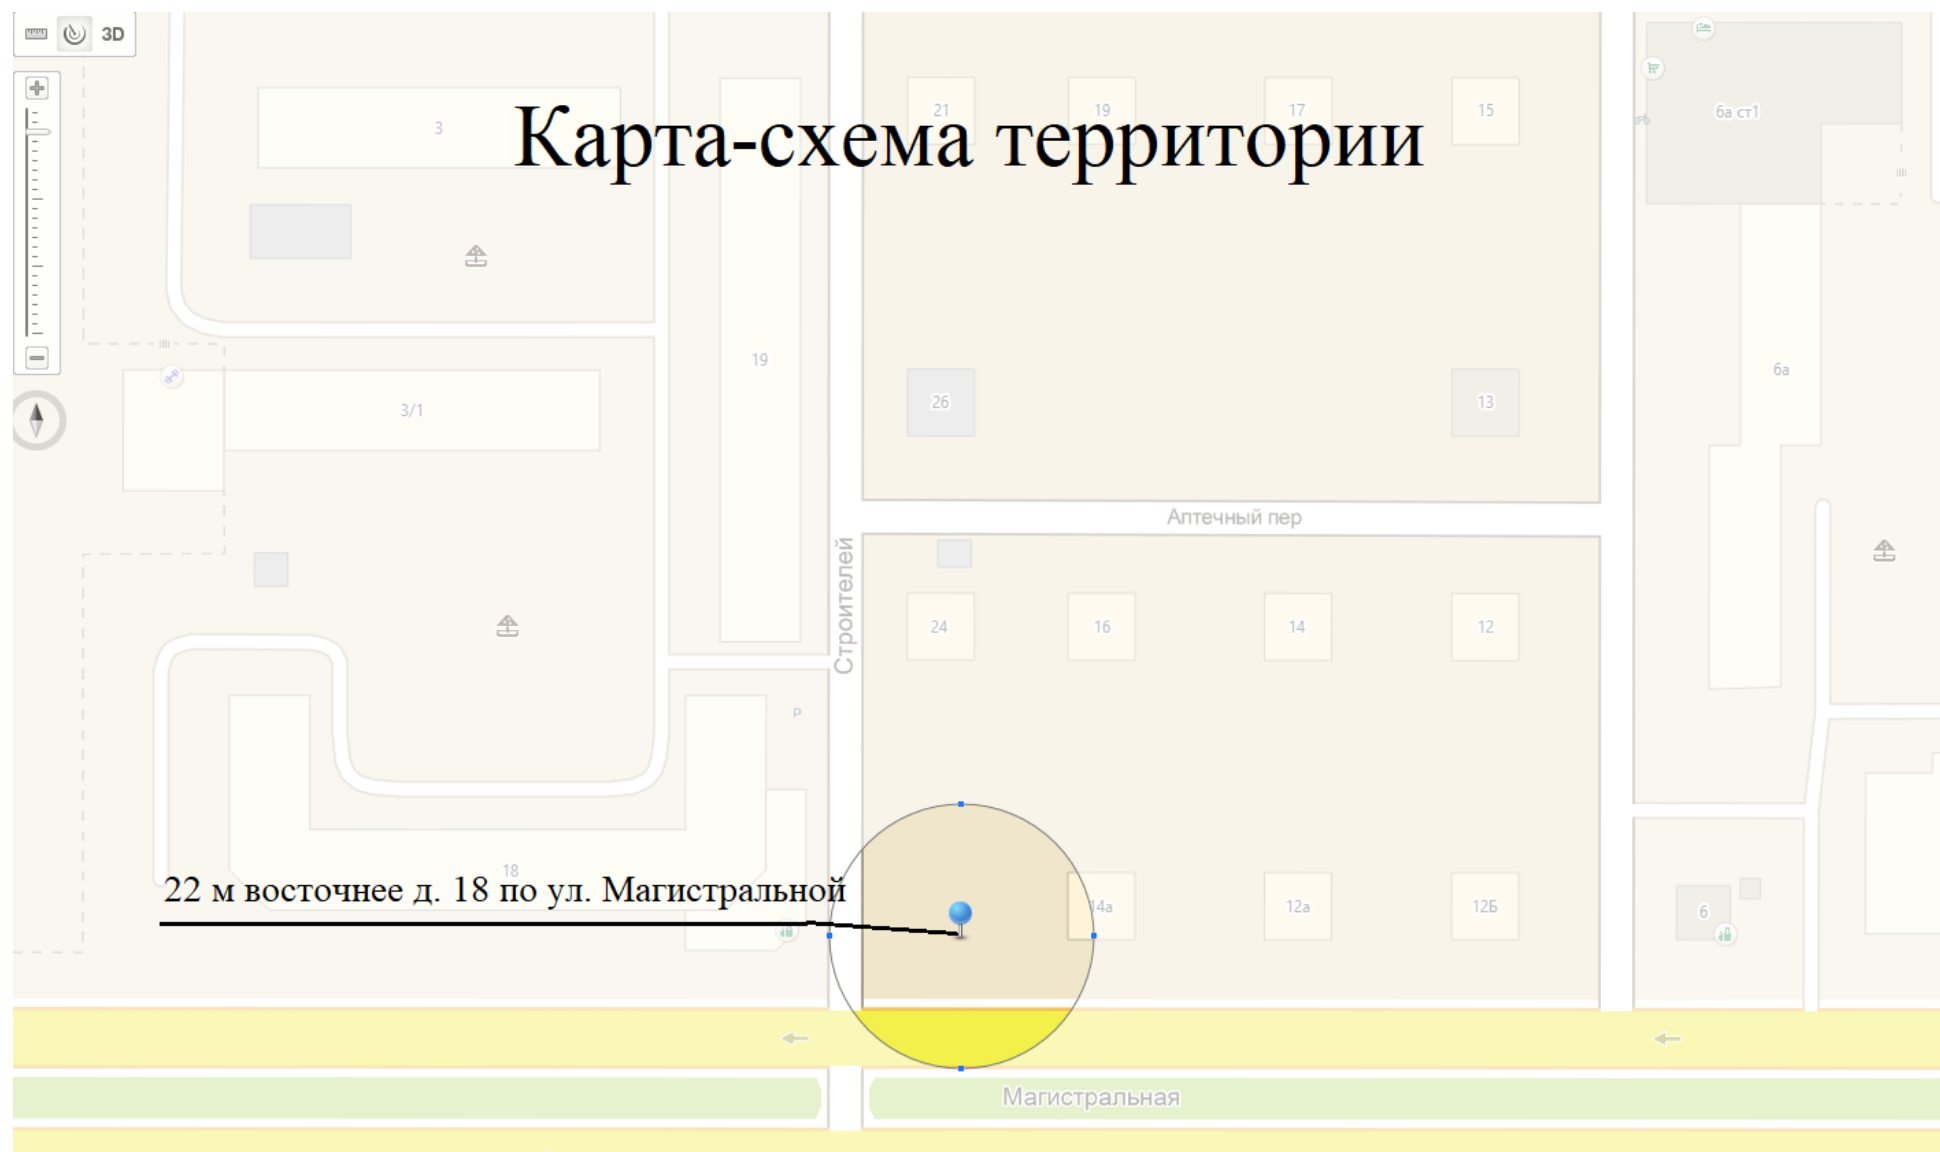 3D
21
19
17
15
6а ст1
3
Карта-схема территории
19
6а
3/1
26
13
Аптечный пер
Строителей
24
16
14
12
P
18
22 м восточнее д. 18 по ул. Магистральной
14а
12а
12Б
6
Магистральная